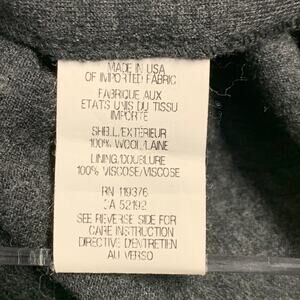 MADE IN USA
OF IMPORTED FABRIC
FABRIQUE AUX
ETATS UNIS DU TISSU
IMPORTE
SHELL/EXTERIEUR
100% WOOL/LAINE
LINING/DOUBLURE
100% VISCOSE/VISCOSE
RN 119376
CA 52192
SEE REVERSE SIDE FOR
CARE INSTRUCTION
DIRECTIVE D'ENTRETIEN
AU VERSO